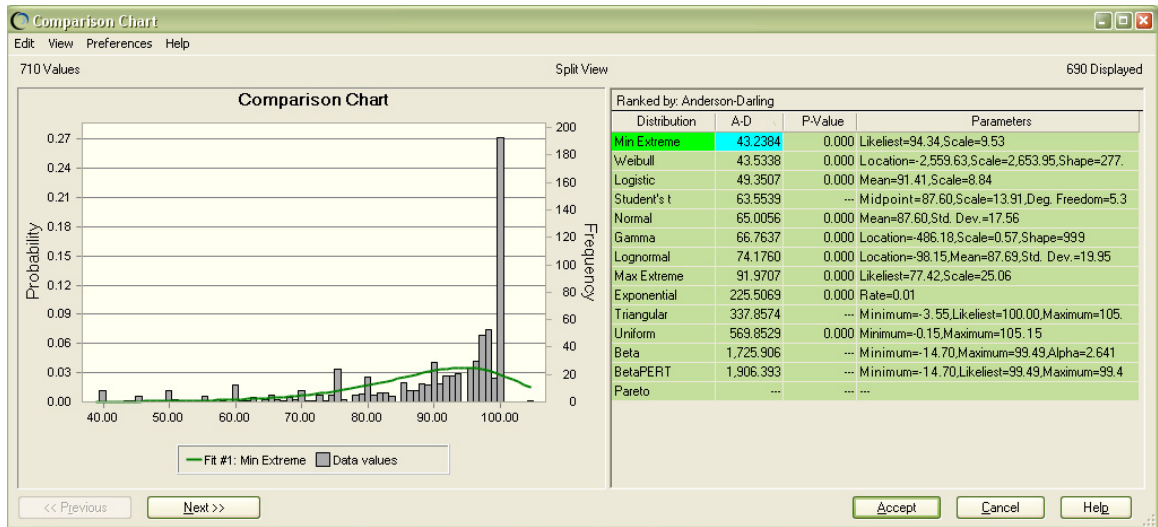 Comparison Chart
Edit View Preferences Help
710 Values Split View 690 Displayed
Comparison Chart
Probability
0.27
0.24
0.21
0.18
0.15
0.12
0.09
0.06
0.03
0.00
200
180
160
140
120
100
80
60
40
20
0
Frequency
40.00 50.00 60.00 70.00 80.00 90.00 100.00
Fit #1: Min Extreme Data values
Ranked by: Anderson-Darling
Distribution A-D P-Value Parameters
Min Extreme 43.2384 0.000 Likeliest=94.34,Scale=9.53
Weibull 43.5338 0.000 Location=-2,559.63,Scale=2,653.95,Shape=277.
Logistic 49.3507 0.000 Mean=91.41,Scale=8.84
Student's t 63.5539 --- Midpoint=87.60,Scale=13.91,Deg. Freedom=5.3
Normal 65.0056 0.000 Mean=87.60,Std. Dev.=17.56
Gamma 66.7637 0.000 Location=-486.18,Scale=0.57,Shape=999
Lognormal 74.1760 0.000 Location=-98.15,Mean=87.69,Std. Dev.=19.95
Max Extreme 91.9707 0.000 Likeliest=77.42,Scale=25.06
Exponential 225.5069 0.000 Rate=0.01
Triangular 337.8574 --- Minimum=-3.55,Likeliest=100.00,Maximum=105.
Uniform 569.8529 0.000 Minimum=-0.15,Maximum=105.15
Beta 1,725.906 --- Minimum=-14.70,Maximum=99.49,Alpha=2.641
BetaPERT 1,906.393 --- Minimum=-14.70,Likeliest=99.49,Maximum=99.4
Pareto --- --- ---
<< Previous Next >> Accept Cancel Help